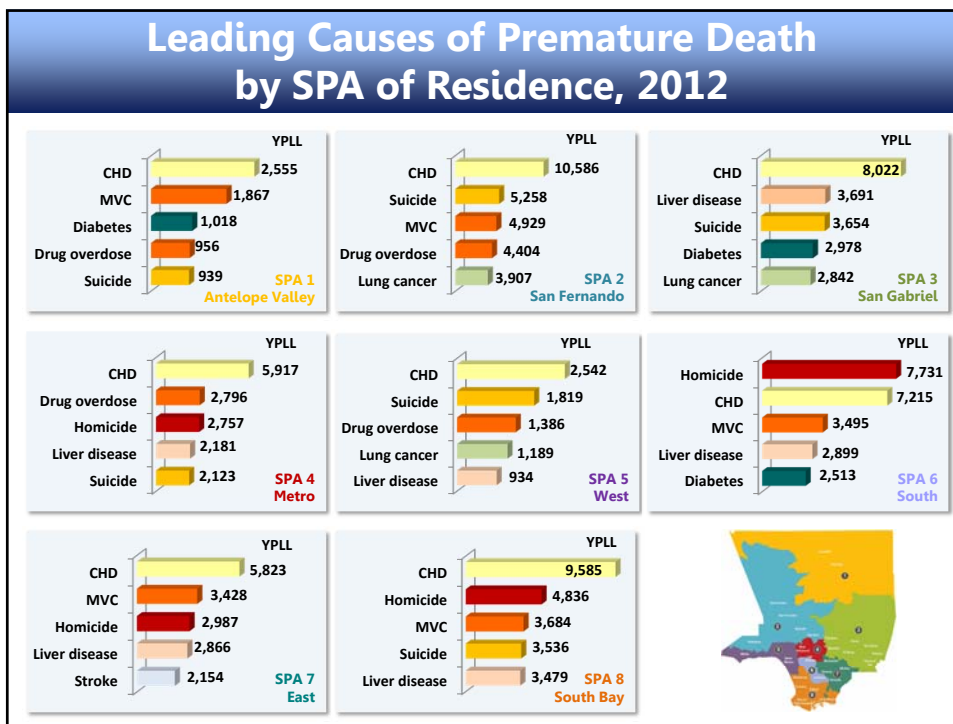 Leading Causes of Premature Death
by SPA of Residence, 2012
YPLL
CHD 2,555
MVC 1,867
Diabetes 1,018
Drug overdose 956
Suicide 939
SPA 1
Antelope Valley
YPLL
CHD 10,586
Suicide 5,258
MVC 4,929
Drug overdose 4,404
Lung cancer 3,907
SPA 2
San Fernando
YPLL
CHD 8,022
Liver disease 3,691
Suicide 3,654
Diabetes 2,978
Lung cancer 2,842
SPA 3
San Gabriel
YPLL
CHD 5,917
Drug overdose 2,796
Homicide 2,757
Liver disease 2,181
Suicide 2,123
SPA 4
Metro
YPLL
CHD 2,542
Suicide 1,819
Drug overdose 1,386
Lung cancer 1,189
Liver disease 934
SPA 5
West
YPLL
Homicide 7,731
CHD 7,215
MVC 3,495
Liver disease 2,899
Diabetes 2,513
SPA 6
South
YPLL
CHD 5,823
MVC 3,428
Homicide 2,987
Liver disease 2,866
Stroke 2,154
SPA 7
East
YPLL
CHD 9,585
Homicide 4,836
MVC 3,684
Suicide 3,536
Liver disease 3,479
SPA 8
South Bay